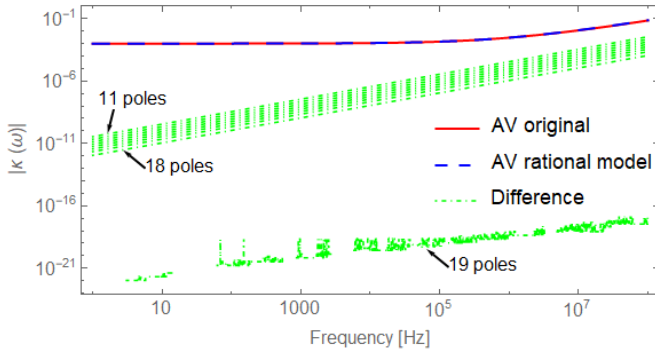 10^-1
10^-6
10^-11
10^-16
10^-21
|κ (ω)|
11 poles
18 poles
AV original
AV rational model
Difference
19 poles
10
1000
10^5
10^7
Frequency [Hz]